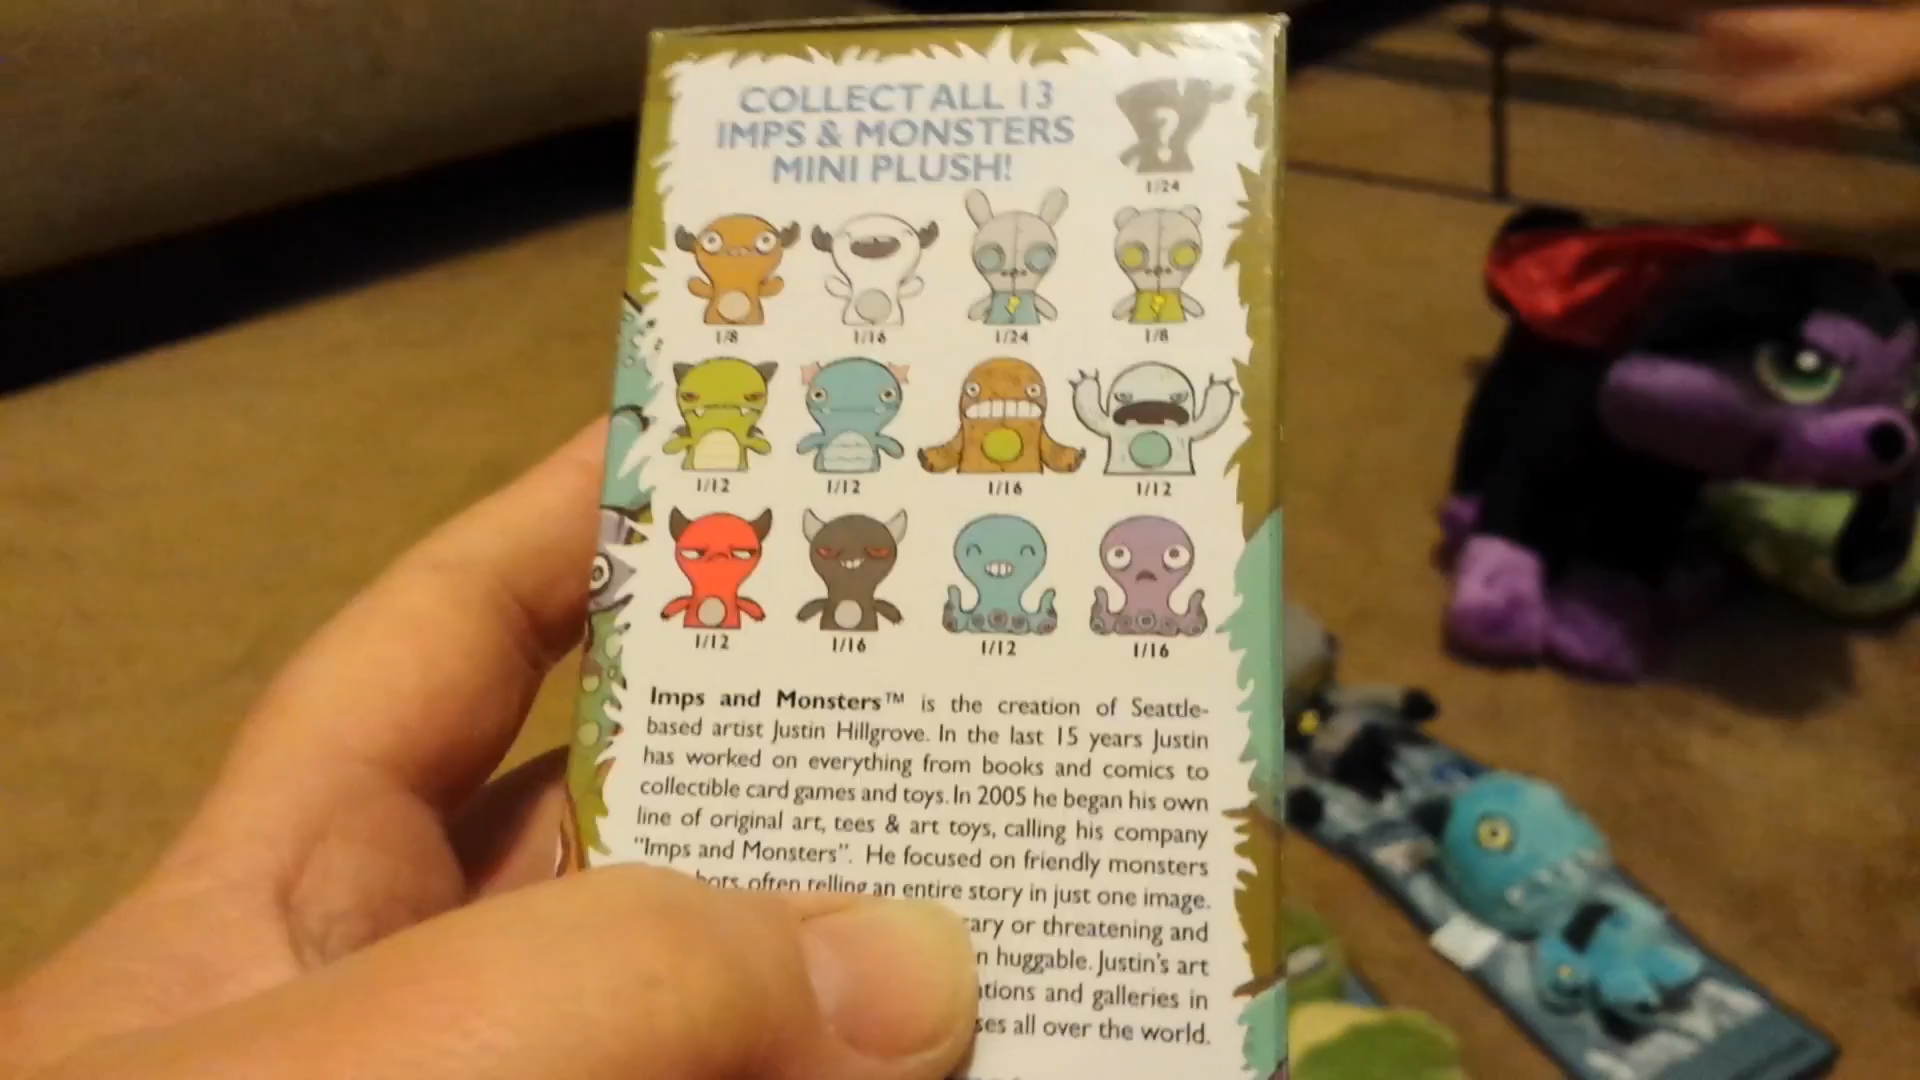 COLLECT ALL 13
IMPS & MONSTERS
MINI PLUSH!
?
1/24
1/8 1/16 1/24 1/8
1/12 1/12 1/16 1/12
1/12 1/16 1/12 1/16
Imps and Monsters™ is the creation of Seattle-
based artist Justin Hillgrove. In the last 15 years Justin
has worked on everything from books and comics to
collectible card games and toys. In 2005 he began his own
line of original art, tees & art toys, calling his company
"Imps and Monsters". He focused on friendly monsters
often telling an entire story in just one image.
or threatening and
huggable. Justin's art
and galleries in
all over the world.